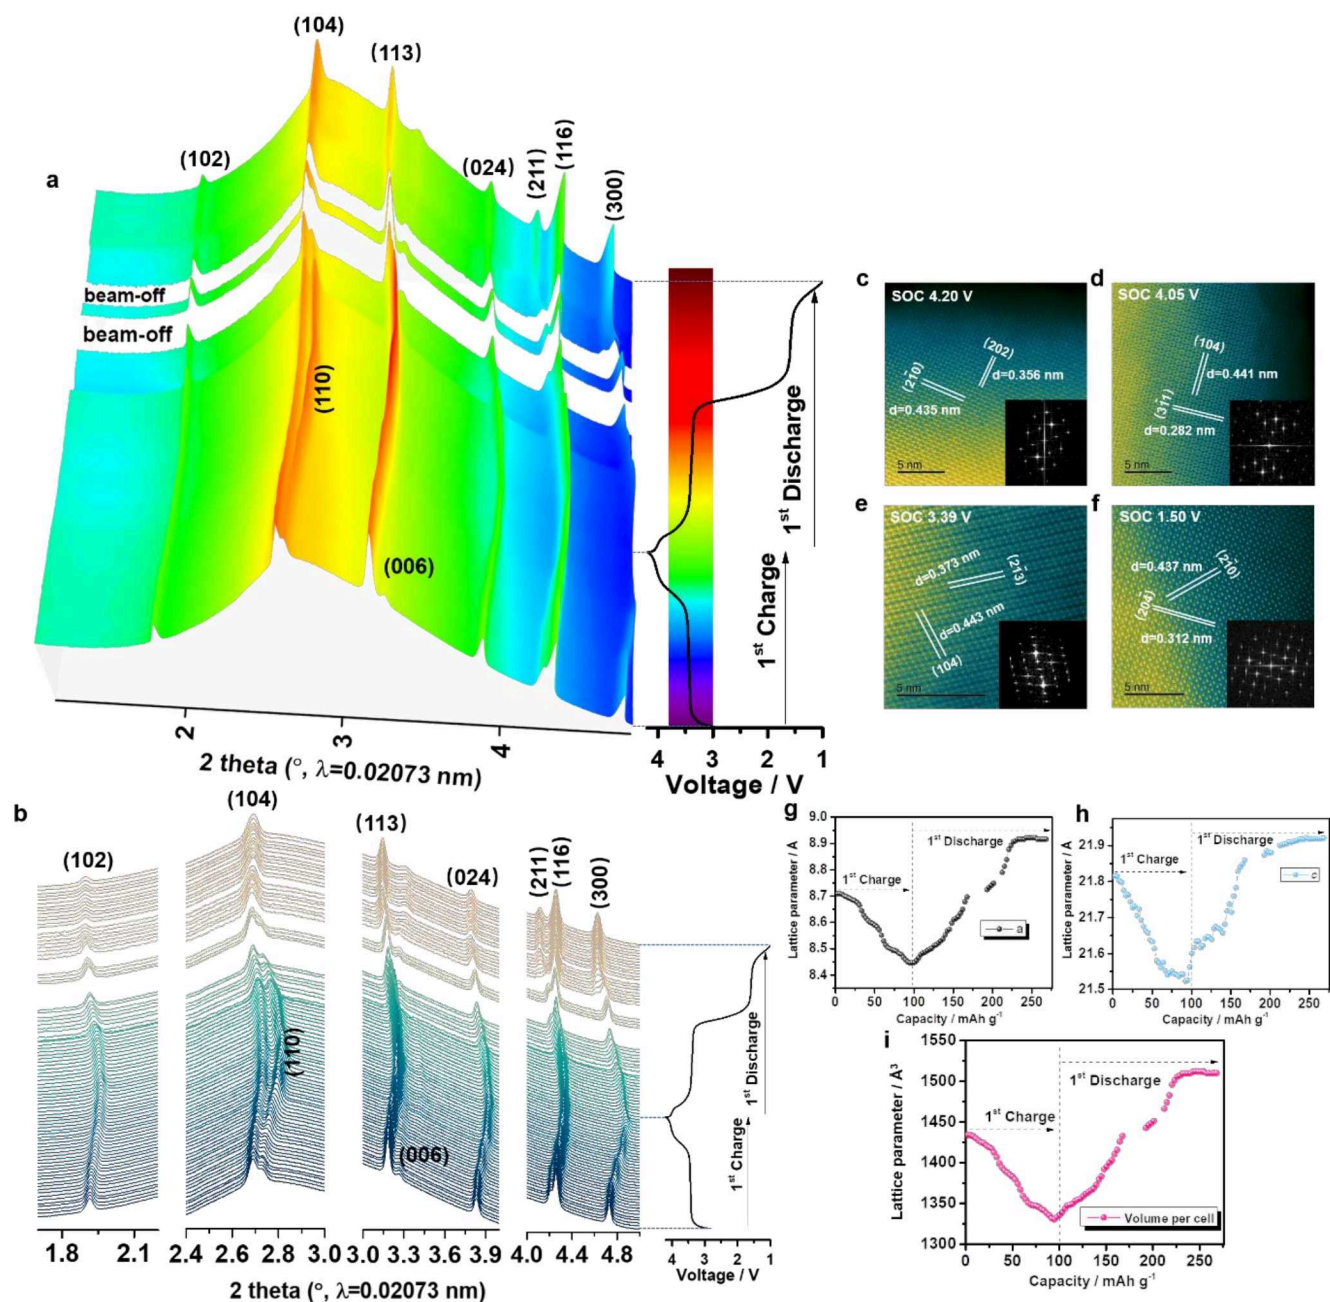 a
(104)
(113)
(102)
(024)
(211)
(116)
(300)
beam-off
beam-off
(110)
(006)
2
3
4
2 theta (°, λ=0.02073 nm)
1st Discharge
1st Charge
4 3 2 1
Voltage / V
c
SOC 4.20 V
(202)
d=0.356 nm
(2̄10)
d=0.435 nm
5 nm
d
SOC 4.05 V
(104)
d=0.441 nm
d=0.282 nm
5 nm
e
SOC 3.39 V
d=0.373 nm
d=0.443 nm
(104)
5 nm
f
SOC 1.50 V
d=0.437 nm
d=0.312 nm
5 nm
b
(104)
(113)
(102)
(024)
(211)
(116)
(300)
(110)
(006)
1.8 2.1 2.4 2.6 2.8 3.0 3.0 3.3 3.6 3.9 4.0 4.4 4.8
2 theta (°, λ=0.02073 nm)
1st Discharge
1st Charge
4 3 2 1
Voltage / V
g
Lattice parameter / Å
9.0
8.9
8.8
8.7
8.6
8.5
8.4
1st Discharge
1st Charge
a
0 50 100 150 200 250
Capacity / mAh g-1
h
Lattice parameter / Å
21.9
21.8
21.7
21.6
21.5
1st Discharge
1st Charge
c
0 50 100 150 200 250
Capacity / mAh g-1
i
Lattice parameter / Å3
1550
1500
1450
1400
1350
1300
1st Discharge
1st Charge
Volume per cell
0 50 100 150 200 250
Capacity / mAh g-1